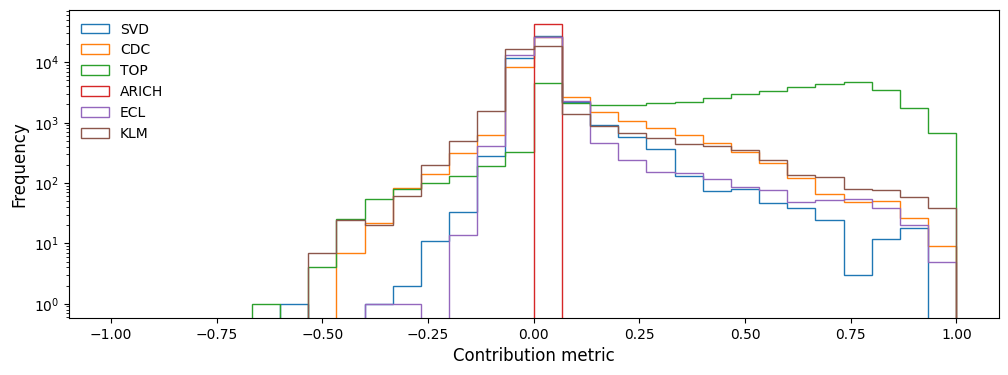 SVD
CDC
TOP
ARICH
ECL
KLM
Frequency
10⁴
10³
10²
10¹
10⁰
−1.00 −0.75 −0.50 −0.25 0.00 0.25 0.50 0.75 1.00
Contribution metric